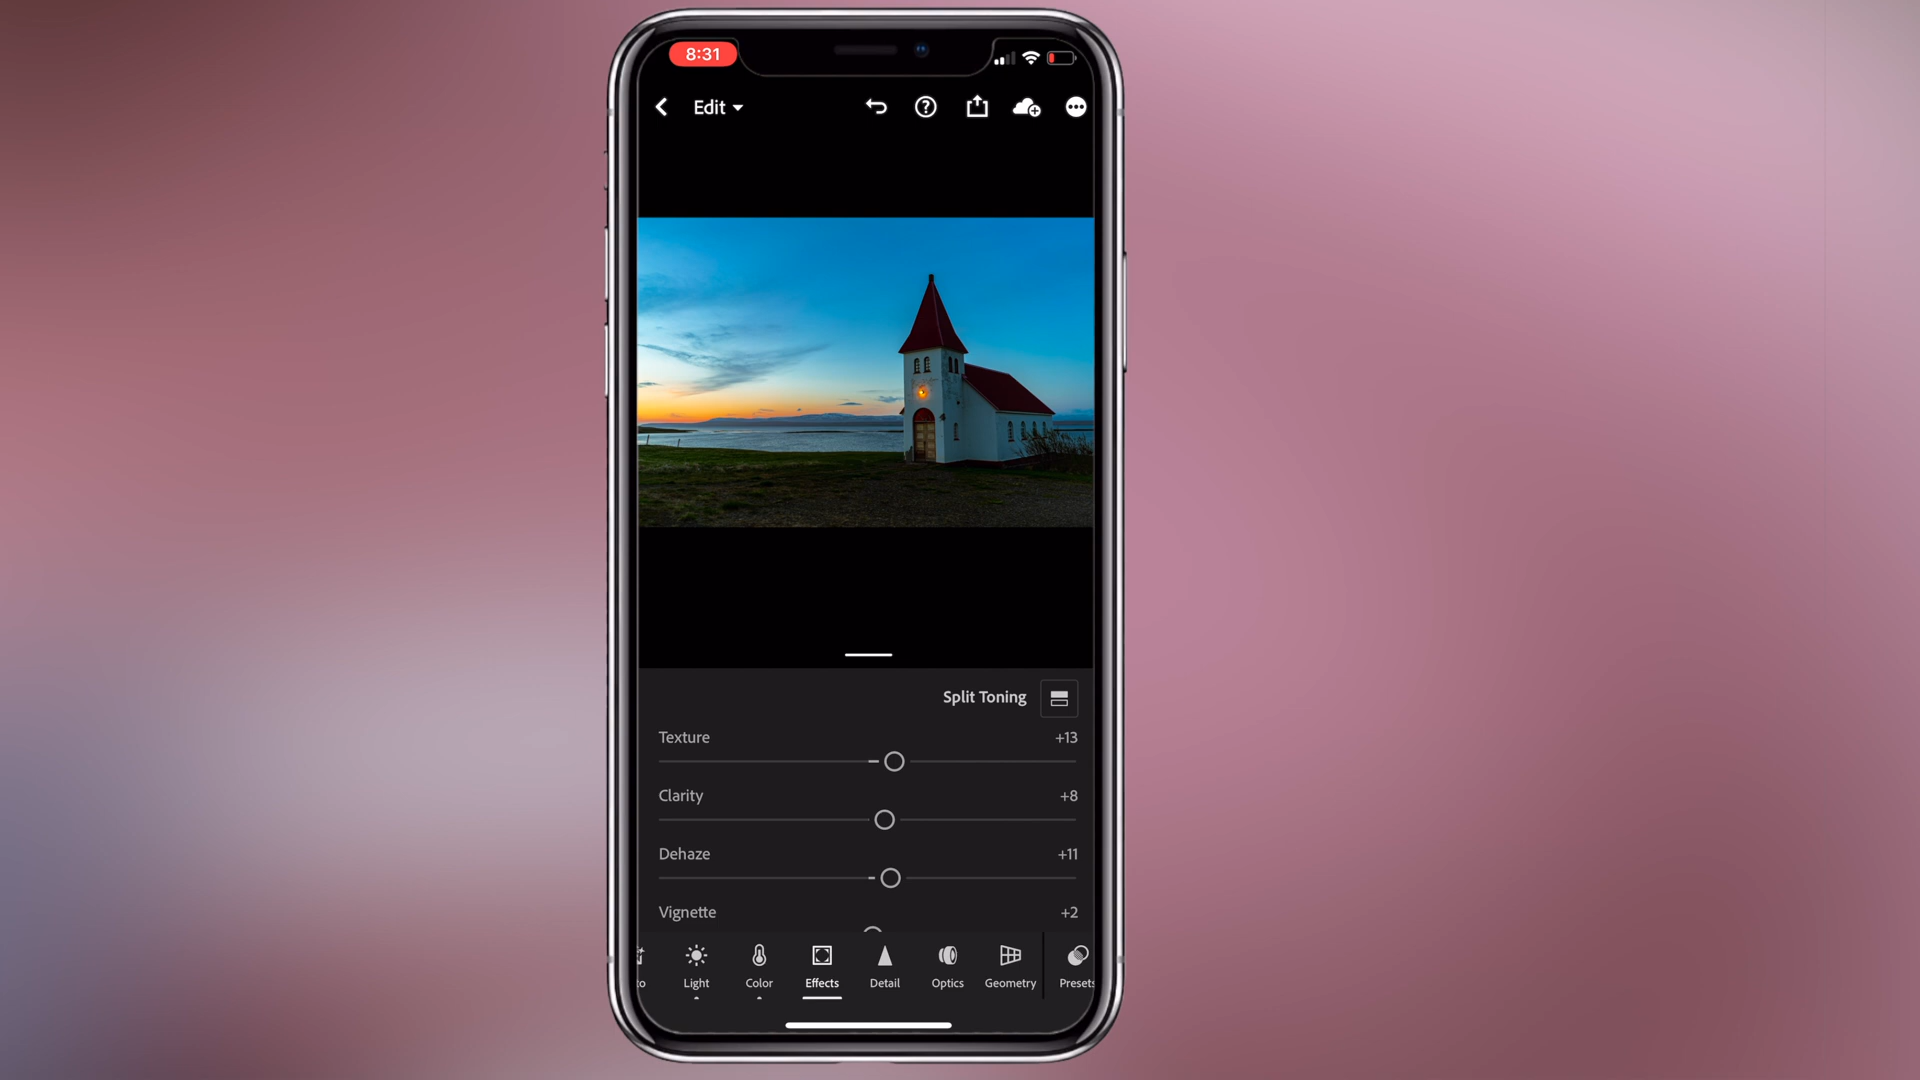 8:31
Edit
Split Toning
Texture +13
Clarity +8
Dehaze +11
Vignette +2
to Light Color Effects Detail Optics Geometry Presets